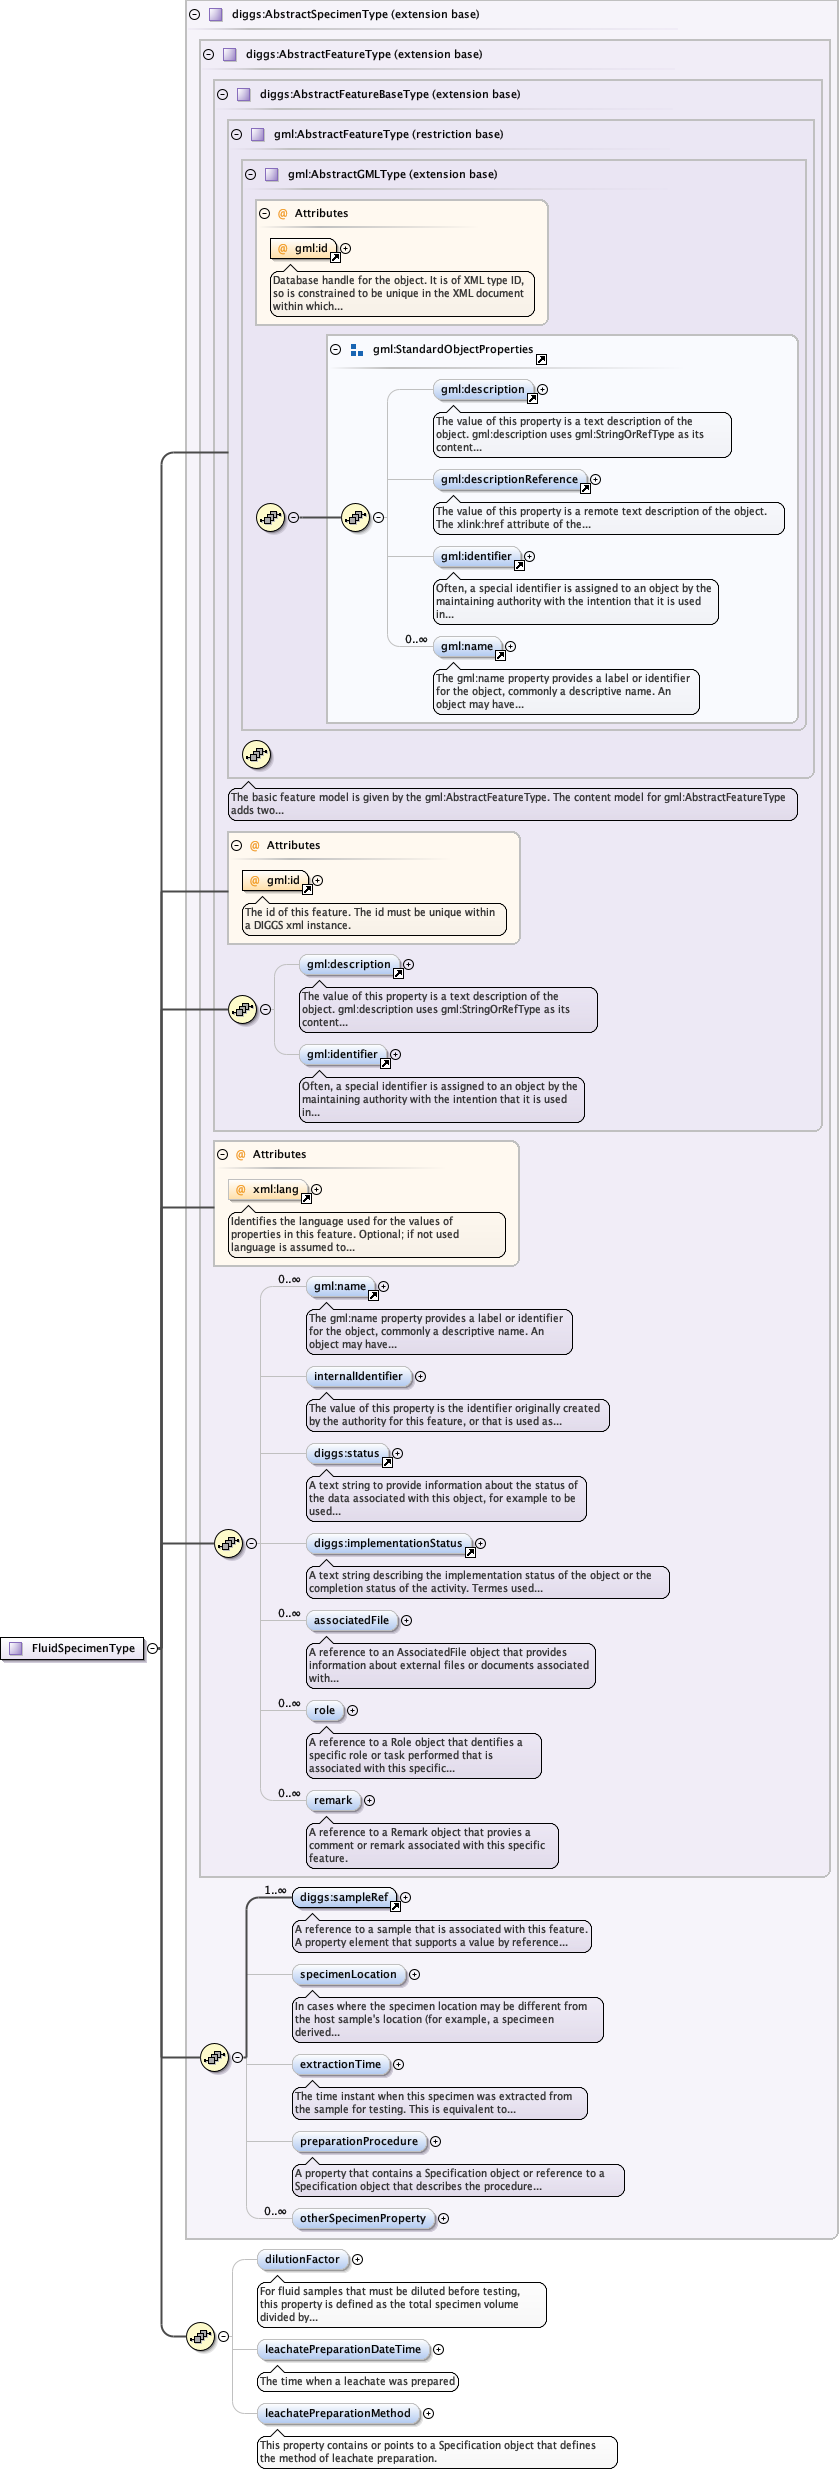 diggs:AbstractSpecimenType (extension base)
diggs:AbstractFeatureType (extension base)
diggs:AbstractFeatureBaseType (extension base)
gml:AbstractFeatureType (restriction base)
gml:AbstractGMLType (extension base)
@ Attributes
@ gml:id
Database handle for the object. It is of XML type ID,
so is constrained to be unique in the XML document
within which...
gml:StandardObjectProperties
gml:description
The value of this property is a text description of the
object. gml:description uses gml:StringOrRefType as its
content...
gml:descriptionReference
The value of this property is a remote text description of the object.
The xlink:href attribute of the...
gml:identifier
Often, a special identifier is assigned to an object by the
maintaining authority with the intention that it is used
in...
0..∞ gml:name
The gml:name property provides a label or identifier
for the object, commonly a descriptive name. An
object may have...
The basic feature model is given by the gml:AbstractFeatureType. The content model for gml:AbstractFeatureType
adds two...
@ Attributes
@ gml:id
The id of this feature. The id must be unique within
a DIGGS xml instance.
gml:description
The value of this property is a text description of the
object. gml:description uses gml:StringOrRefType as its
content...
gml:identifier
Often, a special identifier is assigned to an object by the
maintaining authority with the intention that it is used
in...
@ Attributes
@ xml:lang
Identifies the language used for the values of
properties in this feature. Optional; if not used
language is assumed to...
0..∞ gml:name
The gml:name property provides a label or identifier
for the object, commonly a descriptive name. An
object may have...
internalIdentifier
The value of this property is the identifier originally created
by the authority for this feature, or that is used as...
diggs:status
A text string to provide information about the status of
the data associated with this object, for example to be
used...
diggs:implementationStatus
A text string describing the implementation status of the object or the
completion status of the activity. Termes used...
0..∞ associatedFile
A reference to an AssociatedFile object that provides
information about external files or documents associated
with...
FluidSpecimenType
0..∞ role
A reference to a Role object that dentifies a
specific role or task performed that is
associated with this specific...
0..∞ remark
A reference to a Remark object that provies a
comment or remark associated with this specific
feature.
1..∞ diggs:sampleRef
A reference to a sample that is associated with this feature.
A property element that supports a value by reference...
specimenLocation
In cases where the specimen location may be different from
the host sample's location (for example, a specimeen
derived...
extractionTime
The time instant when this specimen was extracted from
the sample for testing. This is equivalent to...
preparationProcedure
A property that contains a Specification object or reference to a
Specification object that describes the procedure...
0..∞ otherSpecimenProperty
dilutionFactor
For fluid samples that must be diluted before testing,
this property is defined as the total specimen volume
divided by...
leachatePreparationDateTime
The time when a leachate was prepared
leachatePreparationMethod
This property contains or points to a Specification object that defines
the method of leachate preparation.